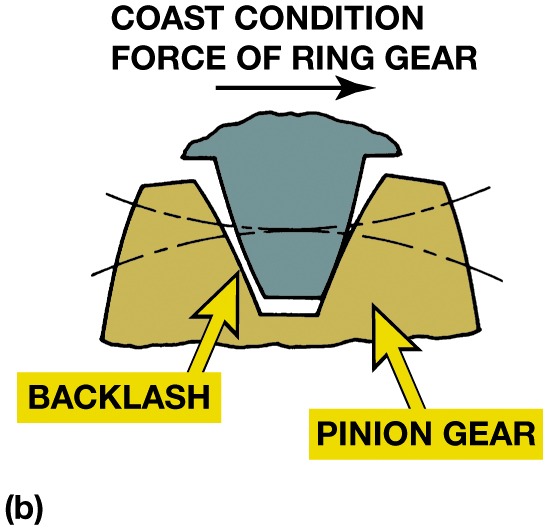 COAST CONDITION
FORCE OF RING GEAR
BACKLASH
PINION GEAR
(b)